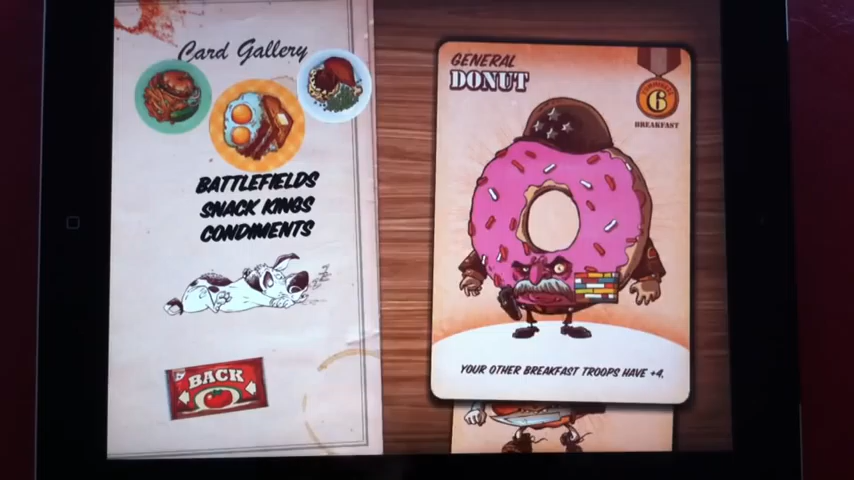 Card Gallery
BATTLEFIELDS
SNACK KINGS
CONDIMENTS
BACK
GENERAL
DONUT
6
BREAKFAST
YOUR OTHER BREAKFAST TROOPS HAVE +4.